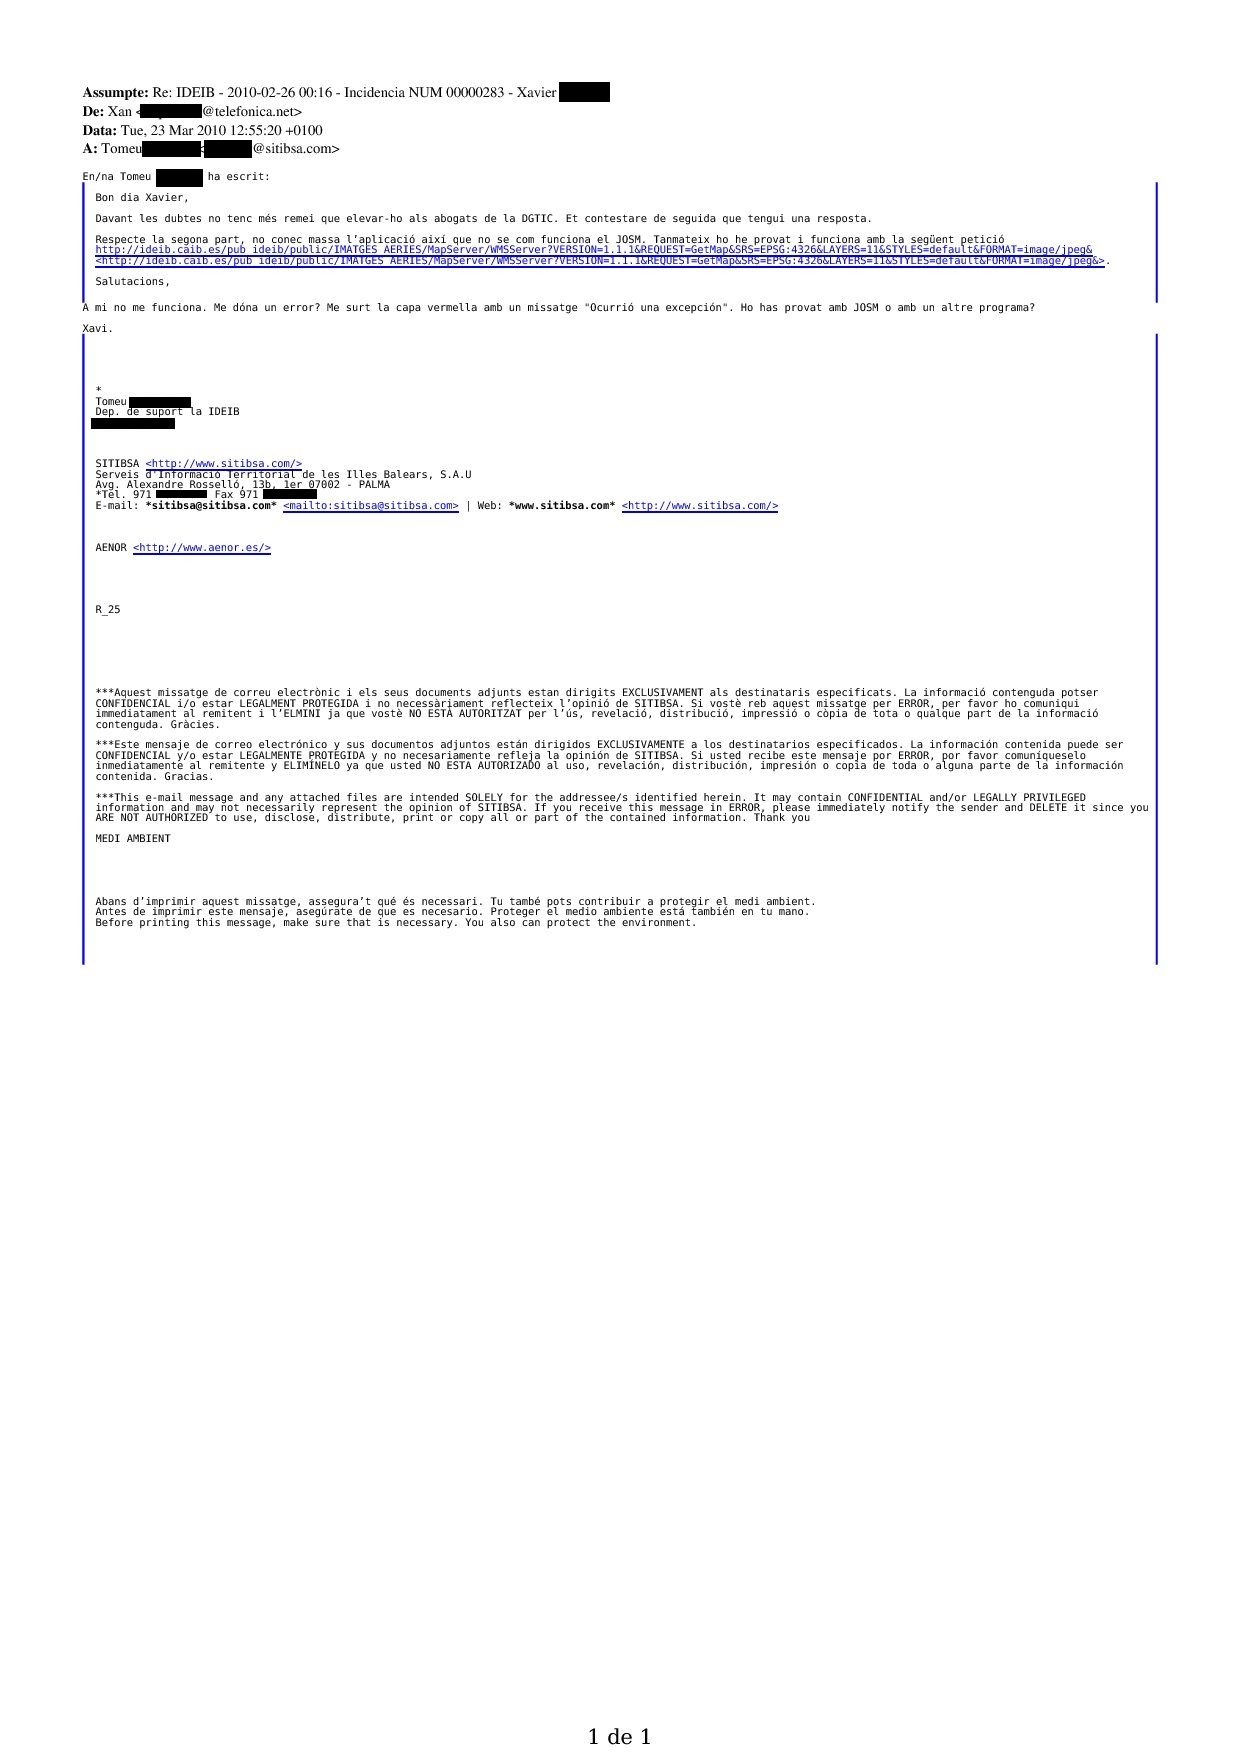 Assumpte: Re: IDEIB - 2010-02-26 00:16 - Incidencia NUM 00000283 - Xavier
De: Xan < @telefonica.net>
Data: Tue, 23 Mar 2010 12:55:20 +0100
A: Tomeu < @sitibsa.com>
En/na Tomeu ha escrit:
Bon dia Xavier,
Davant les dubtes no tenc més remei que elevar-ho als abogats de la DGTIC. Et contestare de seguida que tengui una resposta.
Respecte la segona part, no conec massa l’aplicació així que no se com funciona el JOSM. Tanmateix ho he provat i funciona amb la següent petició
http://ideib.caib.es/pub_ideib/public/IMATGES_AERIES/MapServer/WMSServer?VERSION=1.1.1&REQUEST=GetMap&SRS=EPSG:4326&LAYERS=11&STYLES=default&FORMAT=image/jpeg&
<http://ideib.caib.es/pub_ideib/public/IMATGES_AERIES/MapServer/WMSServer?VERSION=1.1.1&REQUEST=GetMap&SRS=EPSG:4326&LAYERS=11&STYLES=default&FORMAT=image/jpeg&>.
Salutacions,
A mi no me funciona. Me dóna un error? Me surt la capa vermella amb un missatge "Ocurrió una excepción". Ho has provat amb JOSM o amb un altre programa?
Xavi.
*
Tomeu
Dep. de suport la IDEIB
SITIBSA <http://www.sitibsa.com/>
Serveis d'Informació Territorial de les Illes Balears, S.A.U
Avg. Alexandre Rosselló, 13b, 1er 07002 - PALMA
*Tel. 971 Fax 971
E-mail: *sitibsa@sitibsa.com* <mailto:sitibsa@sitibsa.com> | Web: *www.sitibsa.com* <http://www.sitibsa.com/>
AENOR <http://www.aenor.es/>
R_25
***Aquest missatge de correu electrònic i els seus documents adjunts estan dirigits EXCLUSIVAMENT als destinataris especificats. La informació contenguda potser
CONFIDENCIAL i/o estar LEGALMENT PROTEGIDA i no necessàriament reflecteix l’opinió de SITIBSA. Si vostè reb aquest missatge per ERROR, per favor ho comuniqui
immediatament al remitent i l’ELMINI ja que vostè NO ESTÀ AUTORITZAT per l’ús, revelació, distribució, impressió o còpia de tota o qualque part de la informació
contenguda. Gràcies.
***Este mensaje de correo electrónico y sus documentos adjuntos están dirigidos EXCLUSIVAMENTE a los destinatarios especificados. La información contenida puede ser
CONFIDENCIAL y/o estar LEGALMENTE PROTEGIDA y no necesariamente refleja la opinión de SITIBSA. Si usted recibe este mensaje por ERROR, por favor comuníqueselo
inmediatamente al remitente y ELIMÍNELO ya que usted NO ESTÁ AUTORIZADO al uso, revelación, distribución, impresión o copia de toda o alguna parte de la información
contenida. Gracias.
***This e-mail message and any attached files are intended SOLELY for the addressee/s identified herein. It may contain CONFIDENTIAL and/or LEGALLY PRIVILEGED
information and may not necessarily represent the opinion of SITIBSA. If you receive this message in ERROR, please immediately notify the sender and DELETE it since you
ARE NOT AUTHORIZED to use, disclose, distribute, print or copy all or part of the contained information. Thank you
MEDI AMBIENT
Abans d’imprimir aquest missatge, assegura’t qué és necessari. Tu també pots contribuir a protegir el medi ambient.
Antes de imprimir este mensaje, asegúrate de que es necesario. Proteger el medio ambiente está también en tu mano.
Before printing this message, make sure that is necessary. You also can protect the environment.
1 de 1